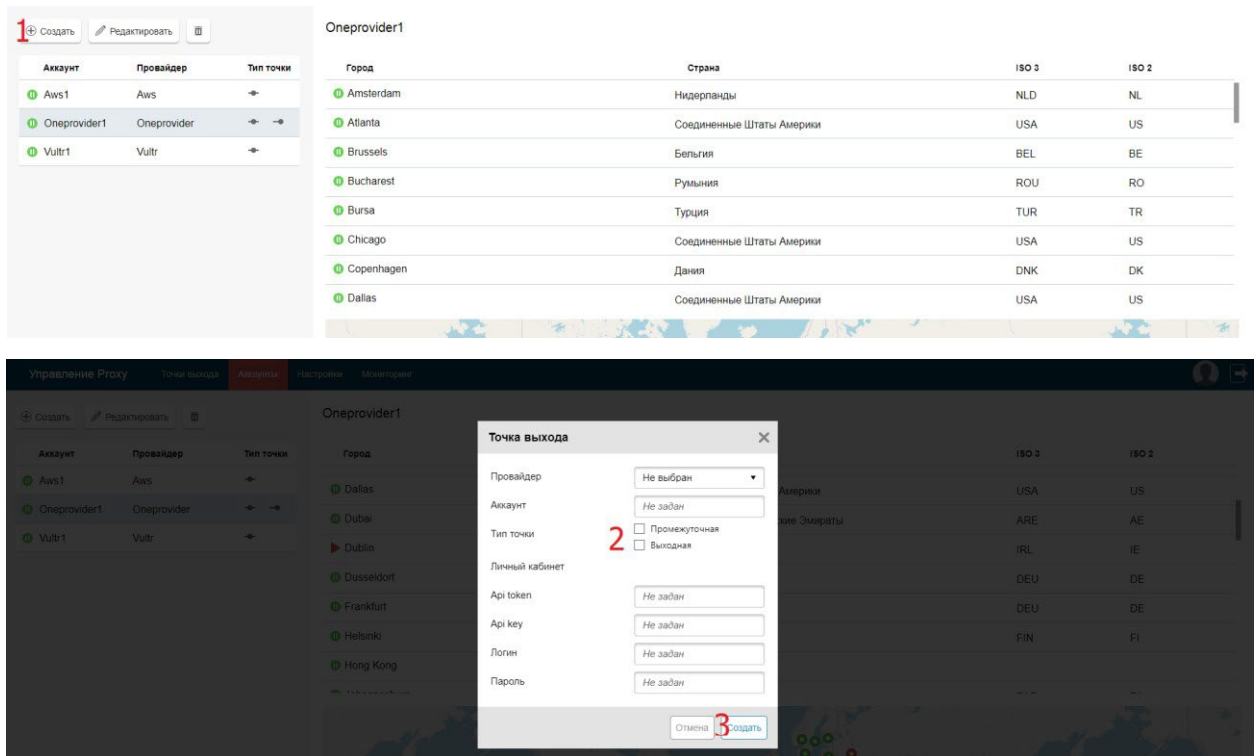 1 Создать Редактировать
Oneprovider1
Аккаунт Провайдер Тип точки
Aws1 Aws
Oneprovider1 Oneprovider
Vultr1 Vultr
Город Страна ISO 3 ISO 2
Amsterdam Нидерланды NLD NL
Atlanta Соединенные Штаты Америки USA US
Brussels Бельгия BEL BE
Bucharest Румыния ROU RO
Bursa Турция TUR TR
Chicago Соединенные Штаты Америки USA US
Copenhagen Дания DNK DK
Dallas Соединенные Штаты Америки USA US
Управление Proxy Точки выхода Аккаунты Настройки Мониторинг
Создать Редактировать
Oneprovider1
Аккаунт Провайдер Тип точки
Aws1 Aws
Oneprovider1 Oneprovider
Vultr1 Vultr
Город ISO 3 ISO 2
Dallas Америки USA US
Dubai Эмираты ARE AE
Dublin IRL IE
Dusseldorf DEU DE
Frankfurt DEU DE
Helsinki FIN FI
Hong Kong
Точка выхода
Провайдер Не выбран
Аккаунт Не задан
Тип точки 2 Промежуточная
Выходная
Личный кабинет
Api token Не задан
Api key Не задан
Логин Не задан
Пароль Не задан
Отмена 3 Создать